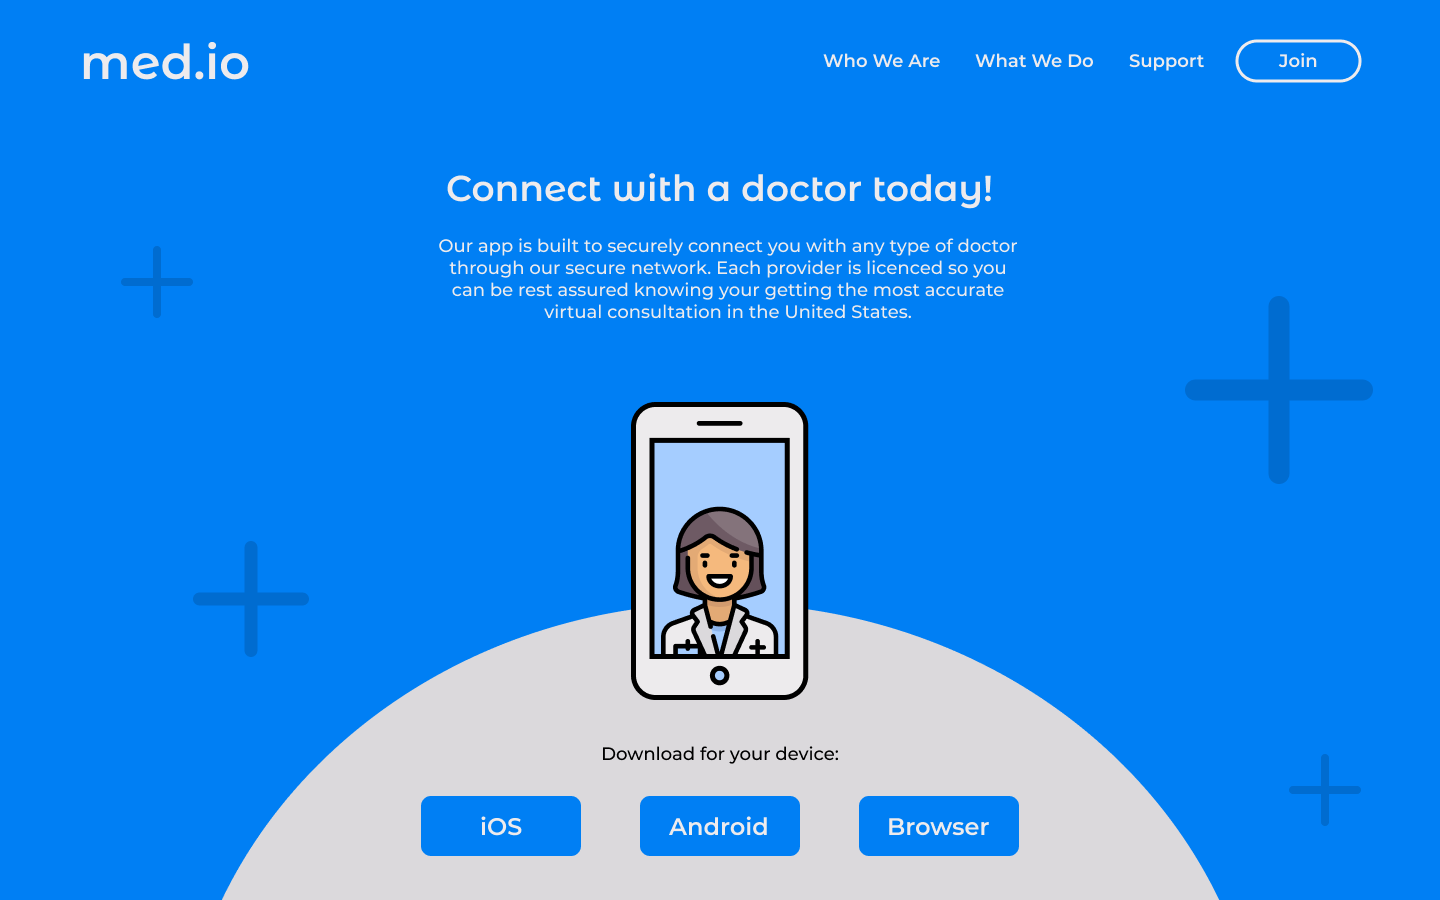 med.io
Who We Are
What We Do
Support
Join
Connect with a doctor today!
Our app is built to securely connect you with any type of doctor
through our secure network. Each provider is licenced so you
can be rest assured knowing your getting the most accurate
virtual consultation in the United States.
Download for your device:
iOS
Android
Browser